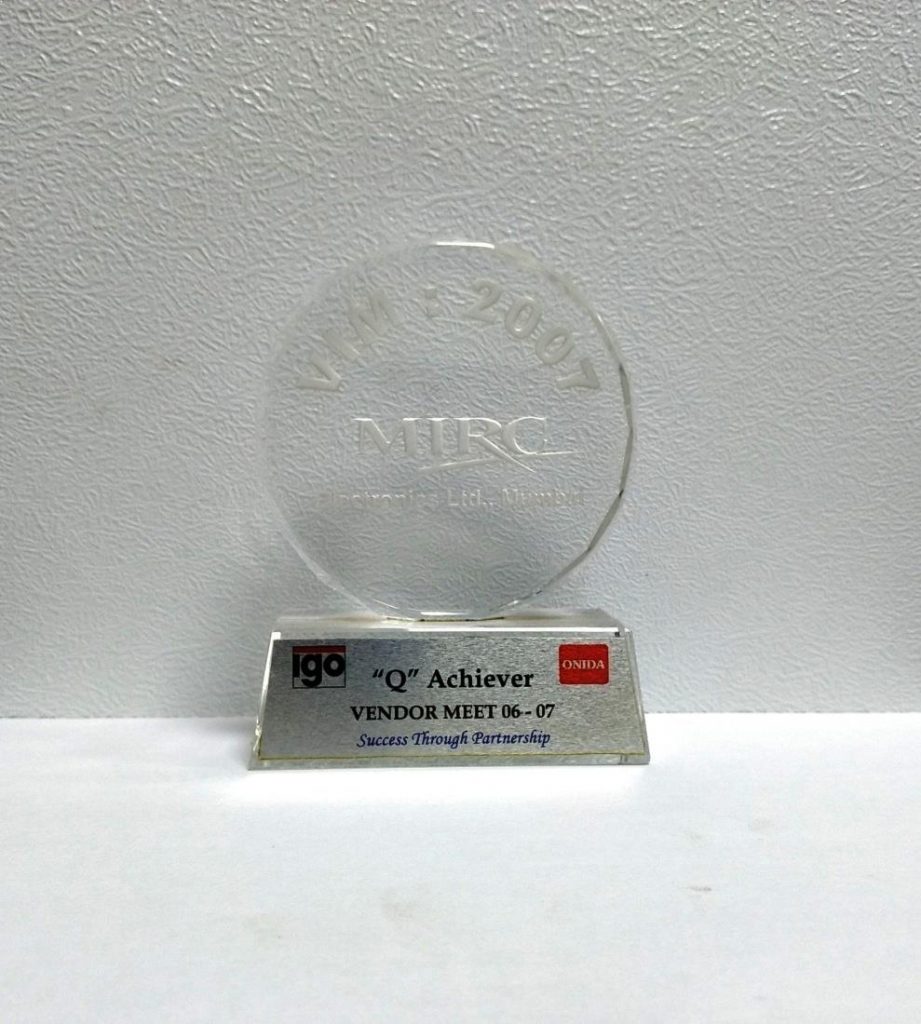 VIM : 2007
MIRC
Electronics Ltd., Mumbai
igo
ONIDA
"Q" Achiever
VENDOR MEET 06 - 07
Success Through Partnership